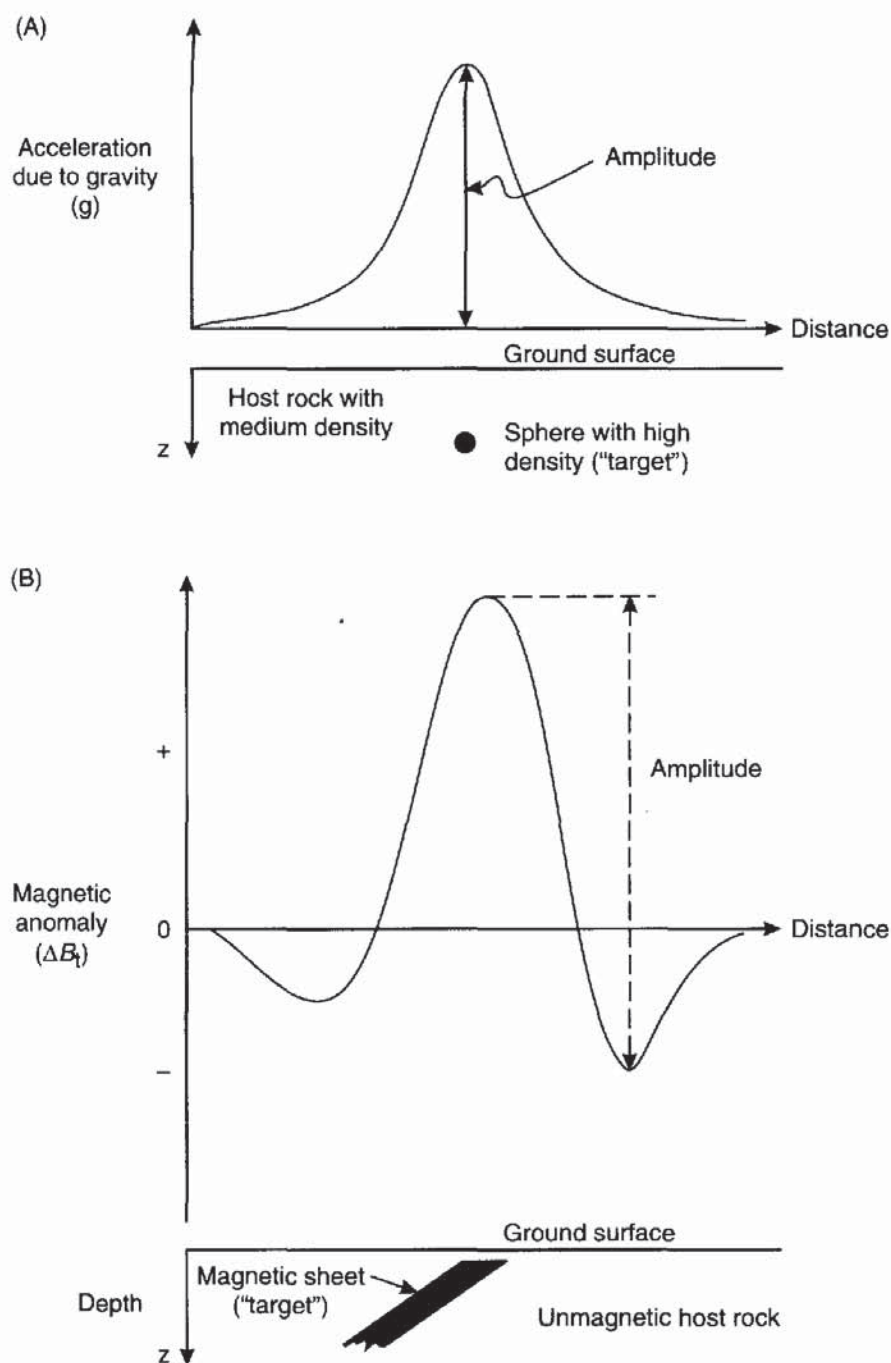 (A)
Acceleration
due to gravity
(g)
Amplitude
Distance
Ground surface
Host rock with
medium density
z
Sphere with high
density (“target”)
(B)
+
Amplitude
Magnetic
anomaly
(ΔBt)
0
Distance
−
Ground surface
Magnetic sheet
(“target”)
Depth
Unmagnetic host rock
z